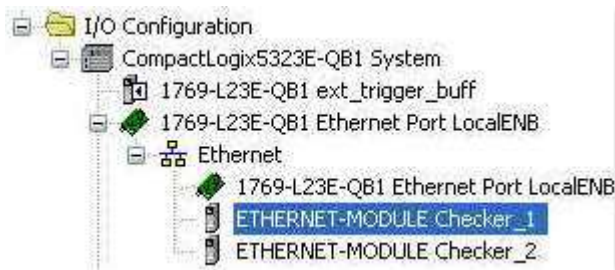 I/O Configuration
CompactLogix5323E-QB1 System
1769-L23E-QB1 ext_trigger_buff
1769-L23E-QB1 Ethernet Port LocalENB
Ethernet
1769-L23E-QB1 Ethernet Port LocalENB
ETHERNET-MODULE Checker_1
ETHERNET-MODULE Checker_2